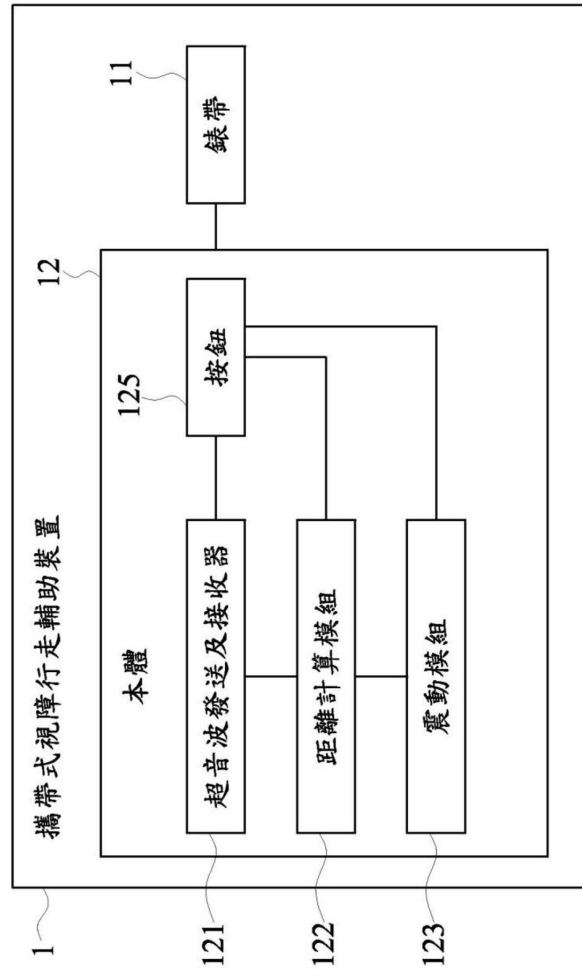 1
攜帶式視障行走輔助裝置
12
本體
121
超音波發送及接收器
125
按鈕
11
錶帶
122
距離計算模組
123
震動模組